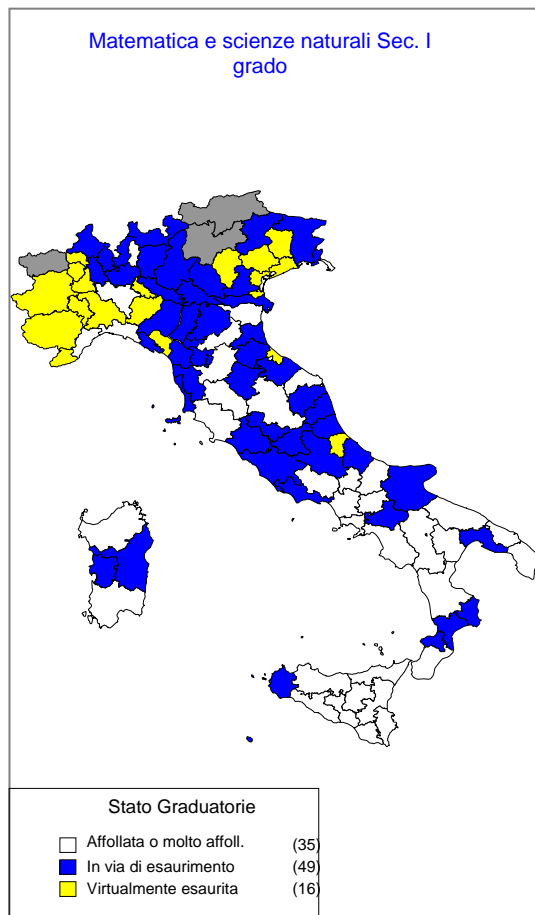 Matematica e scienze naturali Sec. I
grado
Stato Graduatorie
Affollata o molto affoll. (35)
In via di esaurimento (49)
Virtualmente esaurita (16)